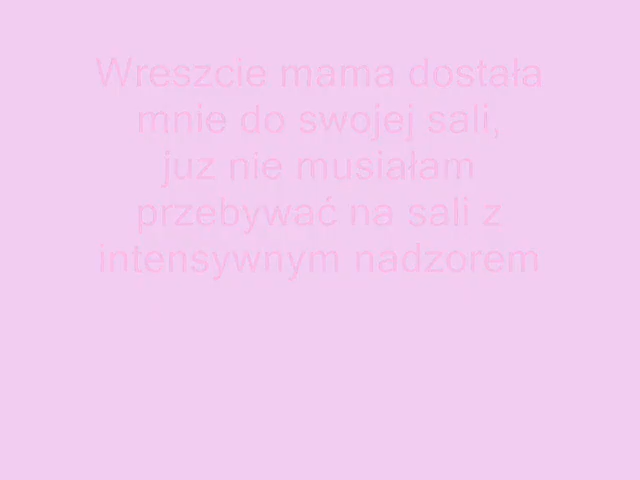 Wreszcie mama dostała
mnie do swojej sali,
juz nie musiałam
przebywać na sali z
intensywnym nadzorem